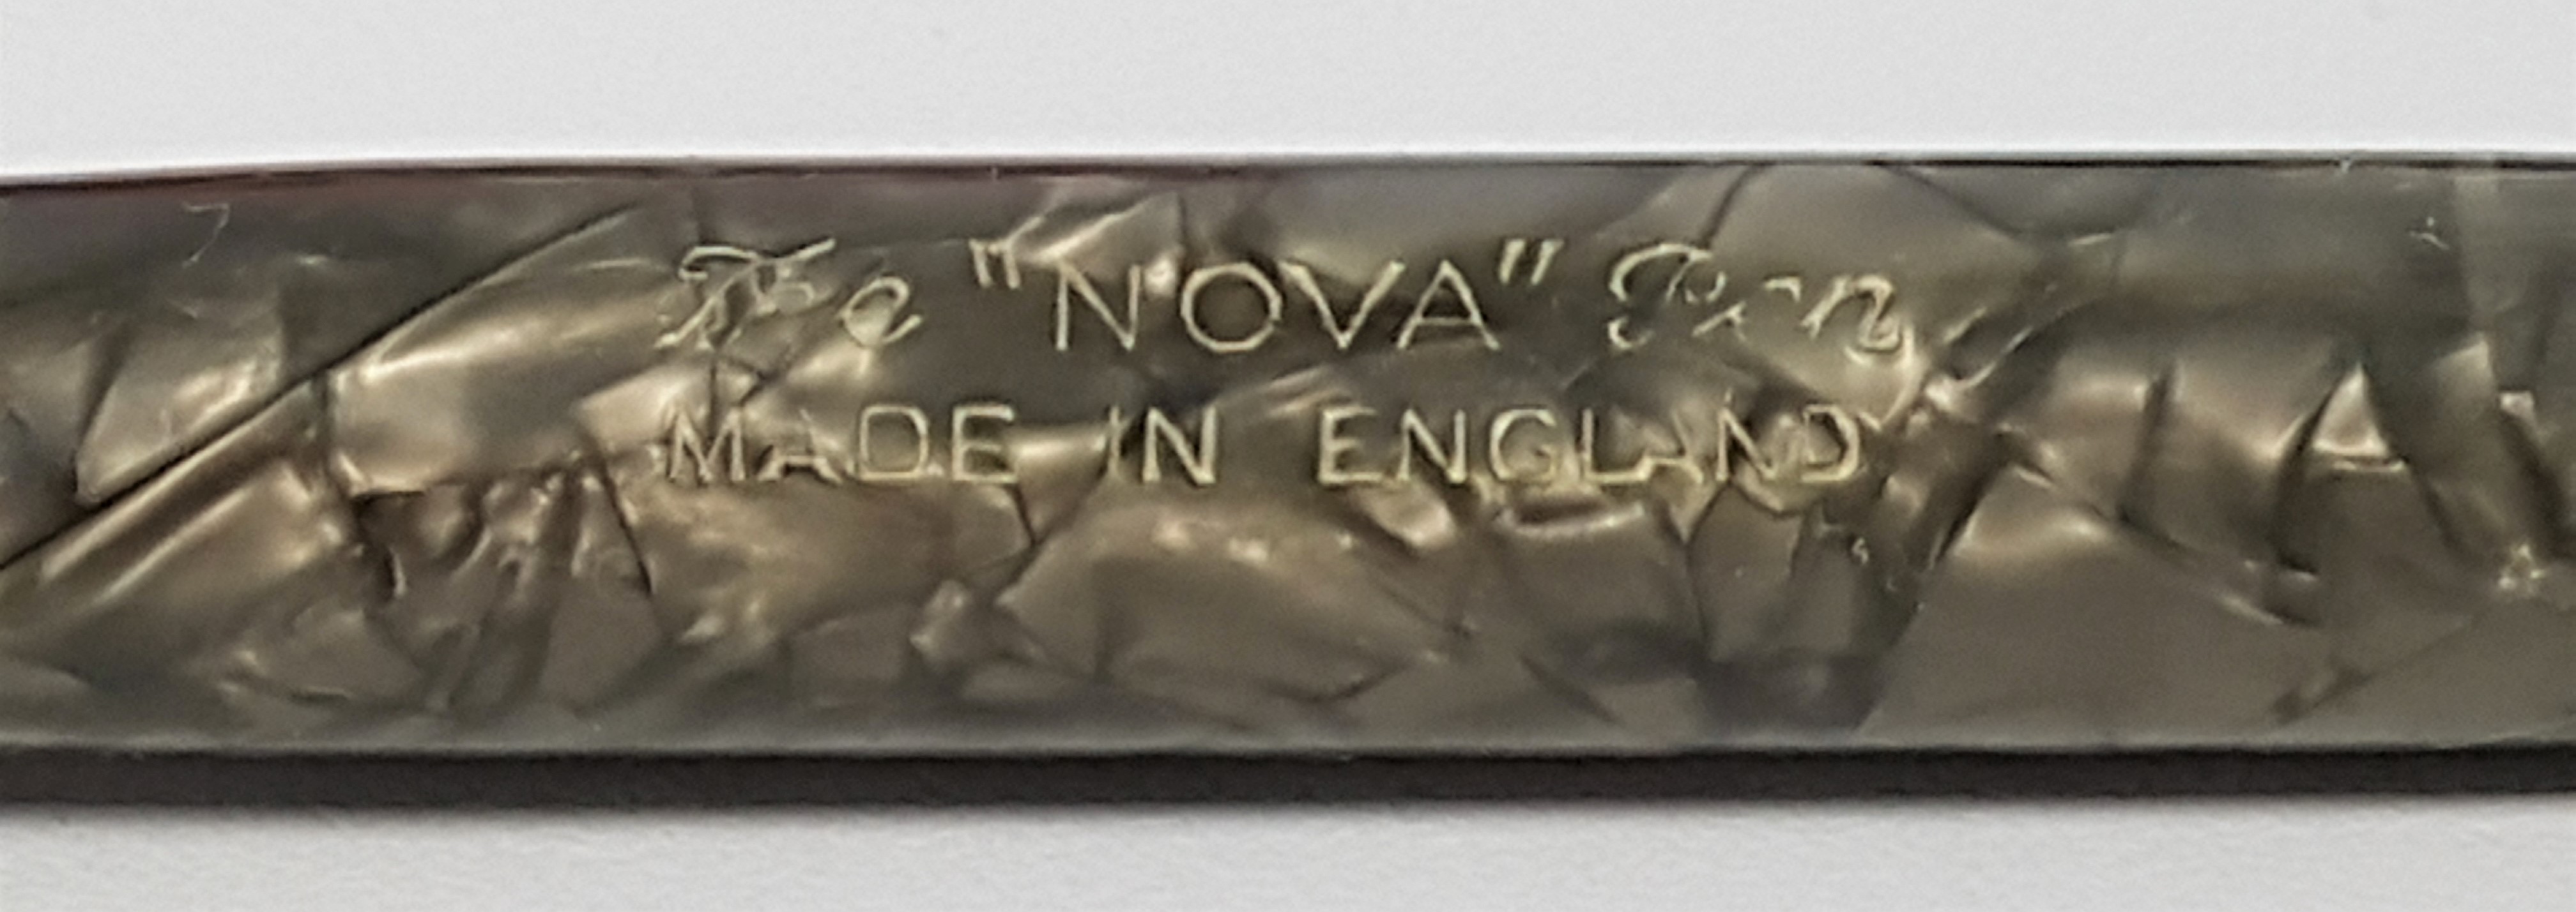 The "NOVA" Pen
MADE IN ENGLAND